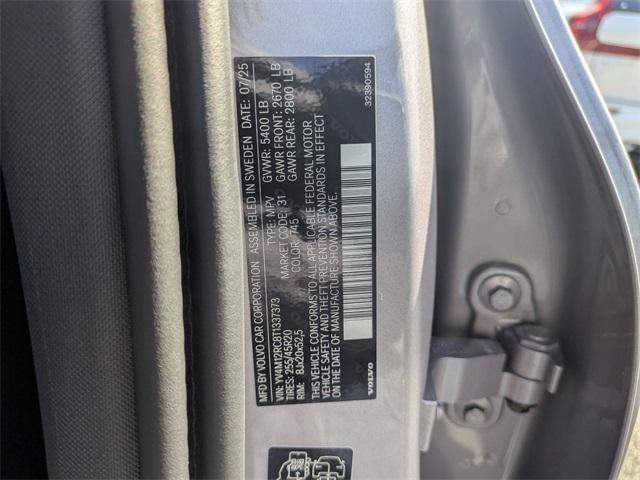 MFD BY VOLVO CAR CORPORATION ASSEMBLED IN SWEDEN DATE: 07/25
VIN: YV4M12RC8T1337373 TYPE: MPV GVWR: 5400 LB
TIRES: 255/45R20 MARKET CODE: 31 GAWR FRONT: 2670 LB
RIM: 8Jx20x52,5 COLOR: 745 GAWR REAR: 2800 LB
THIS VEHICLE CONFORMS TO ALL APPLICABLE FEDERAL MOTOR
VEHICLE SAFETY AND THEFT PREVENTION STANDARDS IN EFFECT
ON THE DATE OF MANUFACTURE SHOWN ABOVE.
VOLVO 32390594